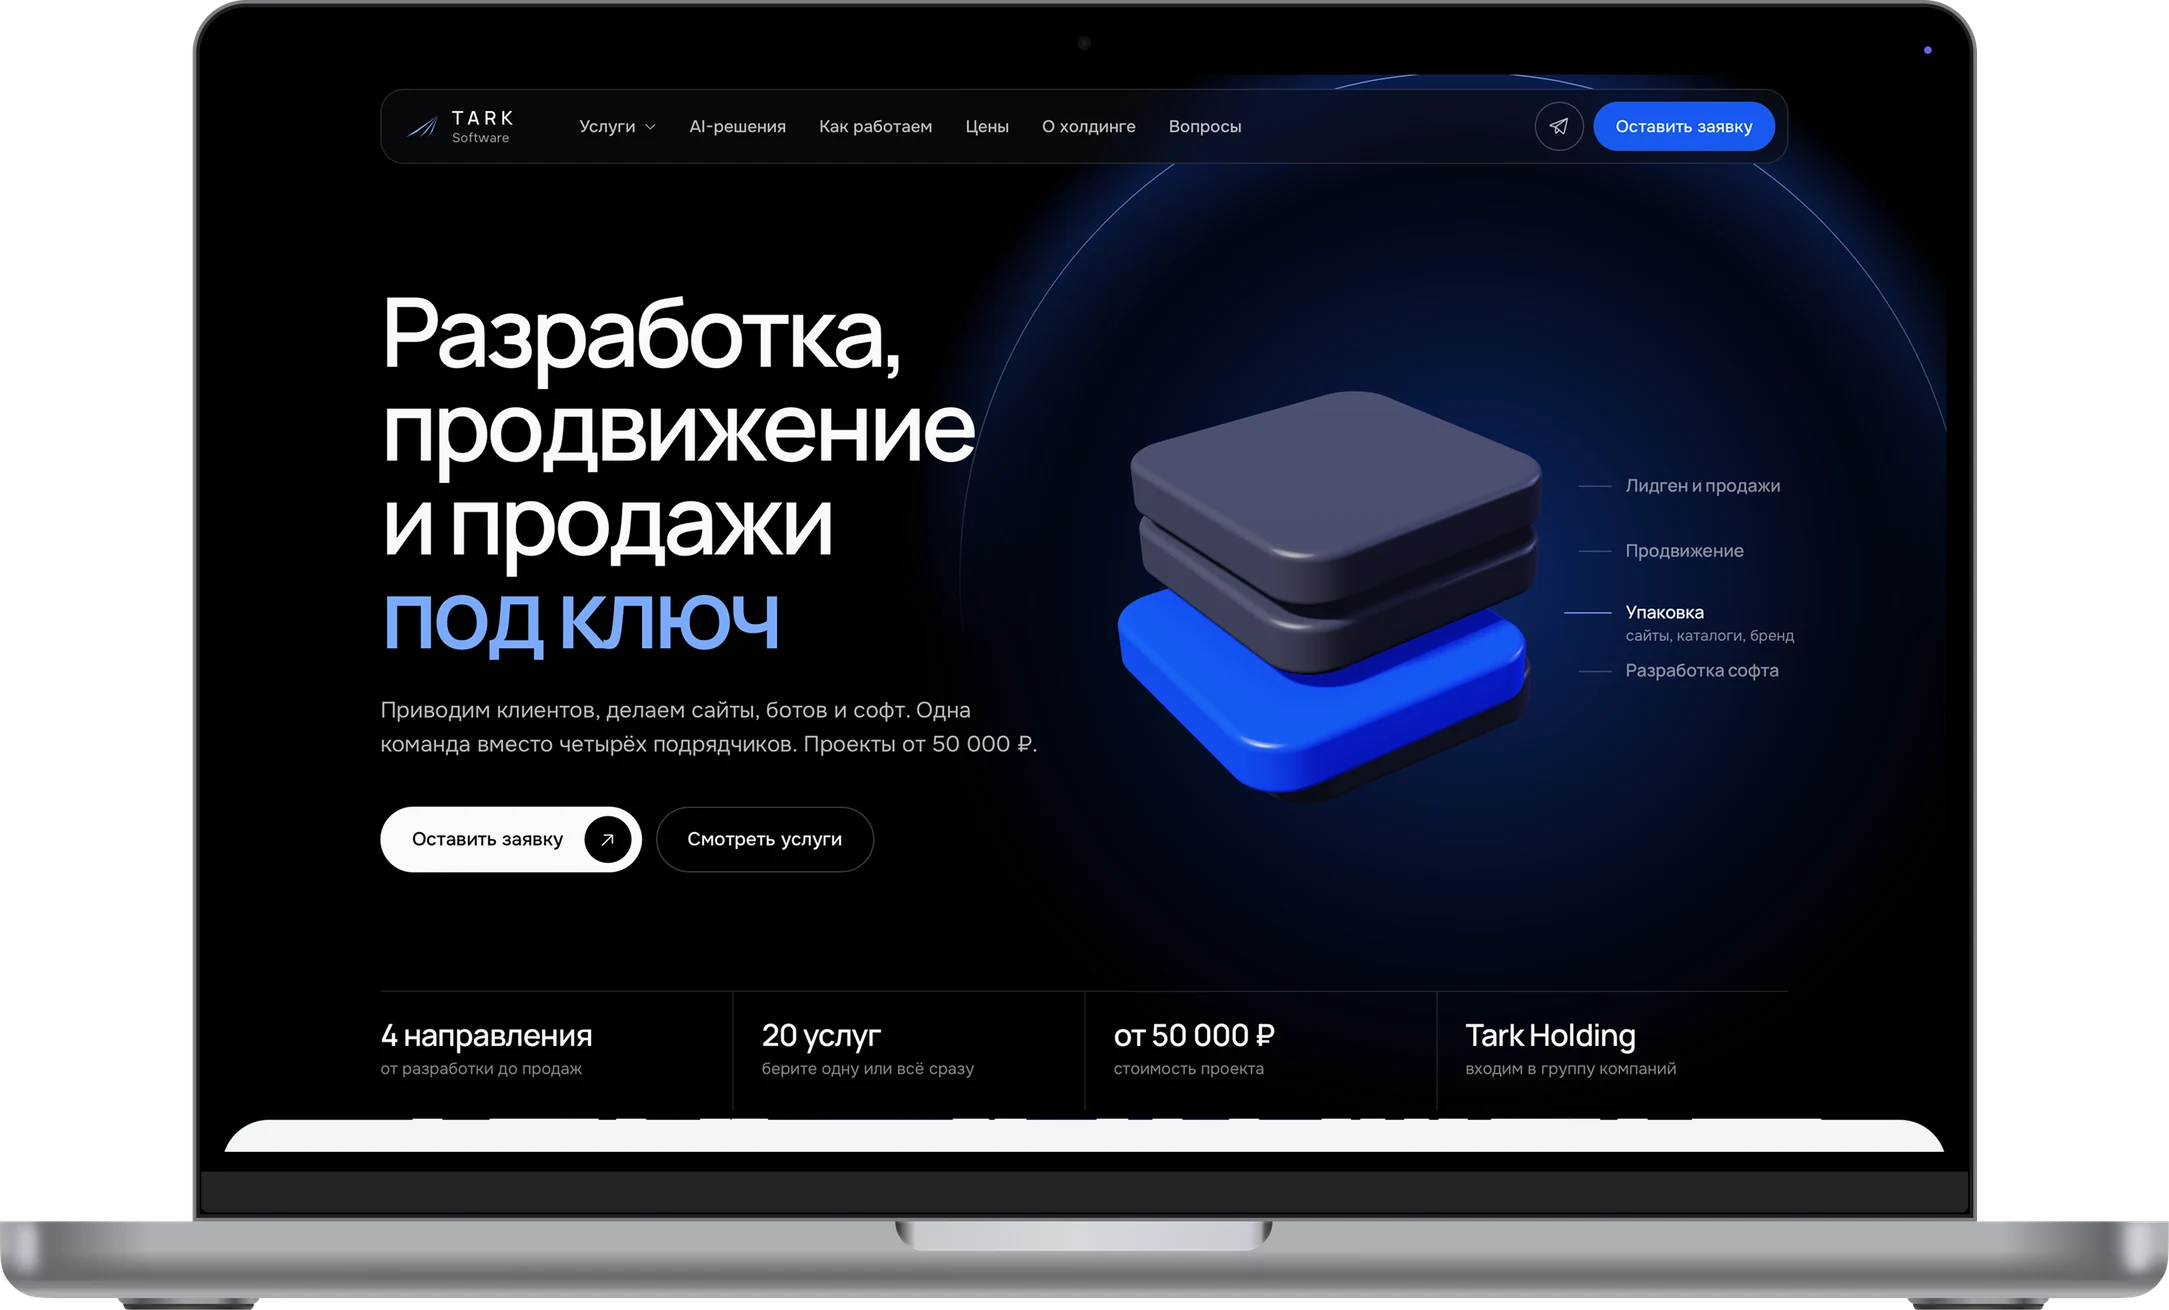 TARK
Software
Услуги
AI-решения
Как работаем
Цены
О холдинге
Вопросы
Оставить заявку
Разработка,
продвижение
и продажи
под ключ
Приводим клиентов, делаем сайты, ботов и софт. Одна
команда вместо четырёх подрядчиков. Проекты от 50 000 ₽.
Оставить заявку
Смотреть услуги
Лидген и продажи
Продвижение
Упаковка
сайты, каталоги, бренд
Разработка софта
4 направления
от разработки до продаж
20 услуг
берите одну или всё сразу
от 50 000 ₽
стоимость проекта
Tark Holding
входим в группу компаний